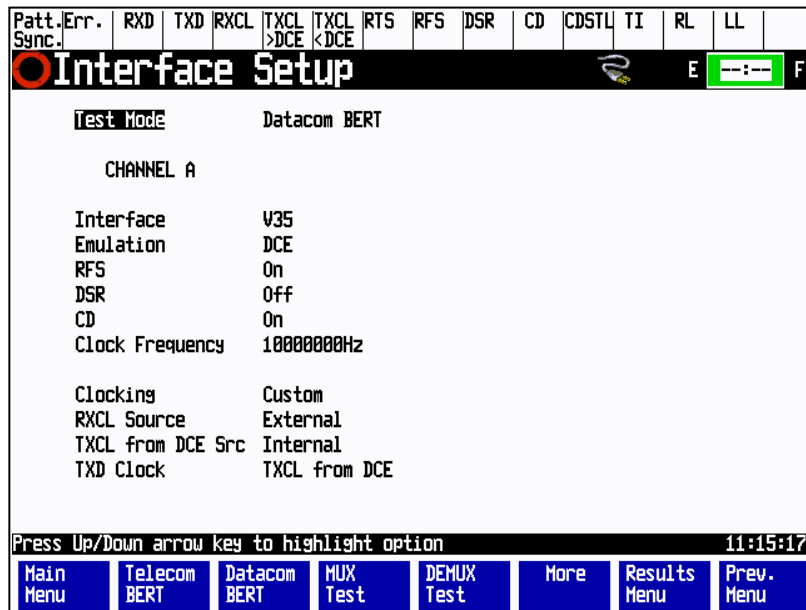 Patt. Err. RXD TXD RXCL TXCL TXCL RTS RFS DSR CD CDSTL TI RL LL
Sync. >DCE <DCE
Interface Setup E --:-- F
Test Mode Datacom BERT
CHANNEL A
Interface V35
Emulation DCE
RFS On
DSR Off
CD On
Clock Frequency 10000000Hz
Clocking Custom
RXCL Source External
TXCL from DCE Src Internal
TXD Clock TXCL from DCE
Press Up/Down arrow key to highlight option 11:15:17
Main Telecom Datacom MUX DEMUX More Results Prev.
Menu BERT BERT Test Test Menu Menu